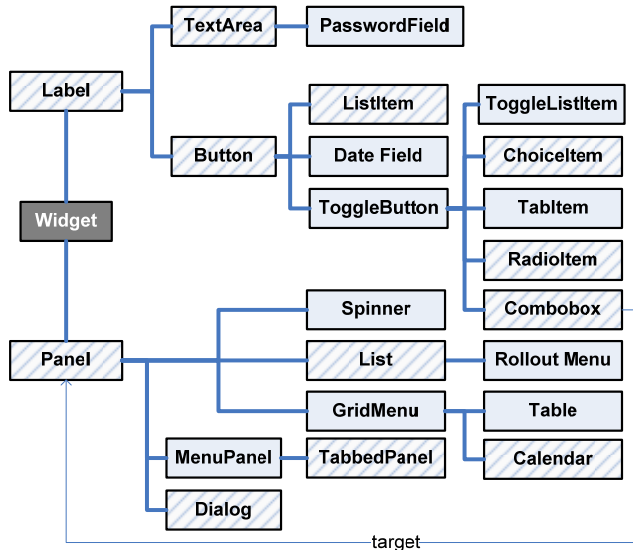 TextArea
PasswordField
Label
ListItem
ToggleListItem
Button
Date Field
ChoiceItem
ToggleButton
TabItem
Widget
RadioItem
Spinner
Combobox
Panel
List
Rollout Menu
GridMenu
Table
MenuPanel
TabbedPanel
Calendar
Dialog
target